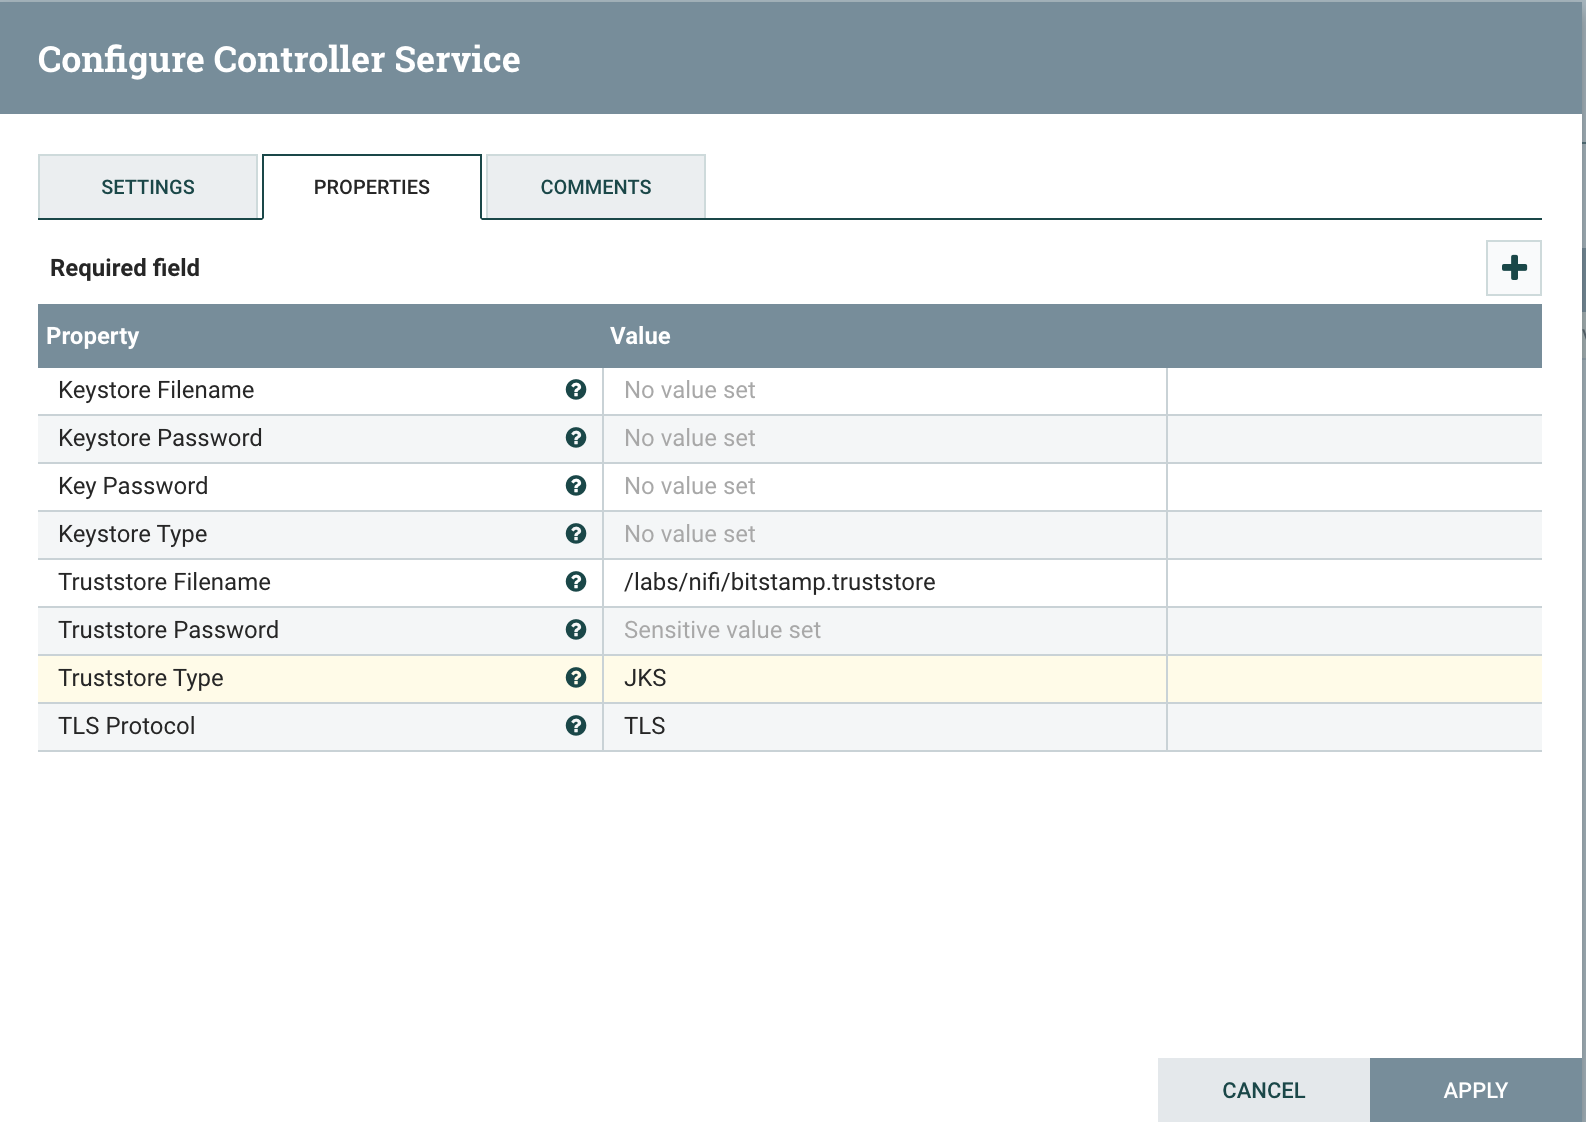 Configure Controller Service
SETTINGS PROPERTIES COMMENTS
Required field
Property Value
Keystore Filename No value set
Keystore Password No value set
Key Password No value set
Keystore Type No value set
Truststore Filename /labs/nifi/bitstamp.truststore
Truststore Password Sensitive value set
Truststore Type JKS
TLS Protocol TLS
CANCEL APPLY